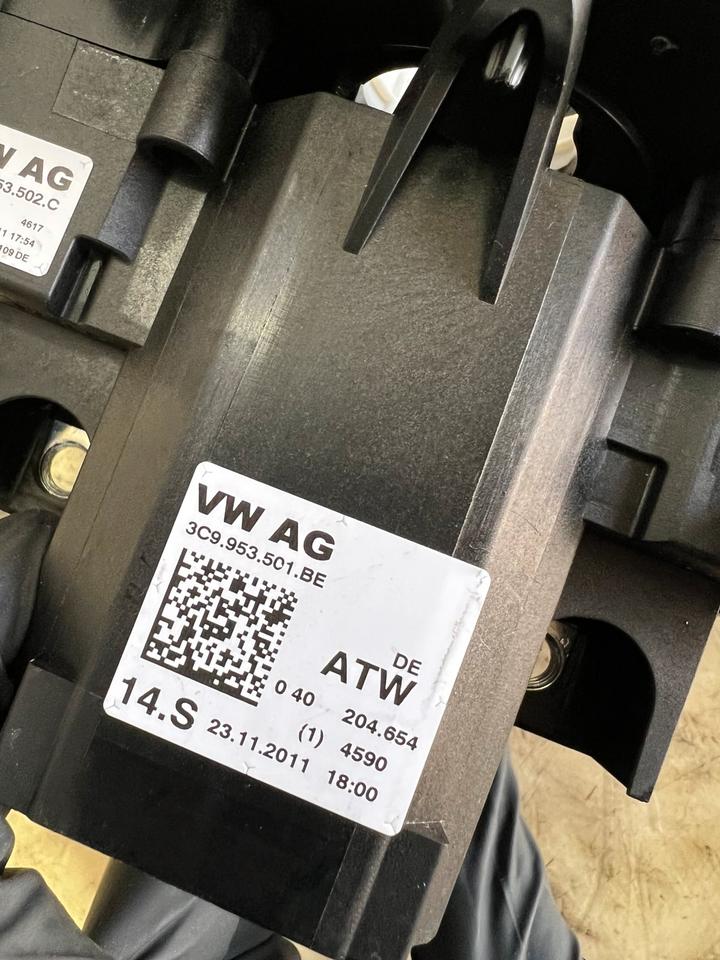 W AG
53.502.C
4617
11 17:54
109 DE
VW AG
3C9.953.501.BE
DE
ATW
0 40 204.654
14.S (1) 4590
23.11.2011 18:00